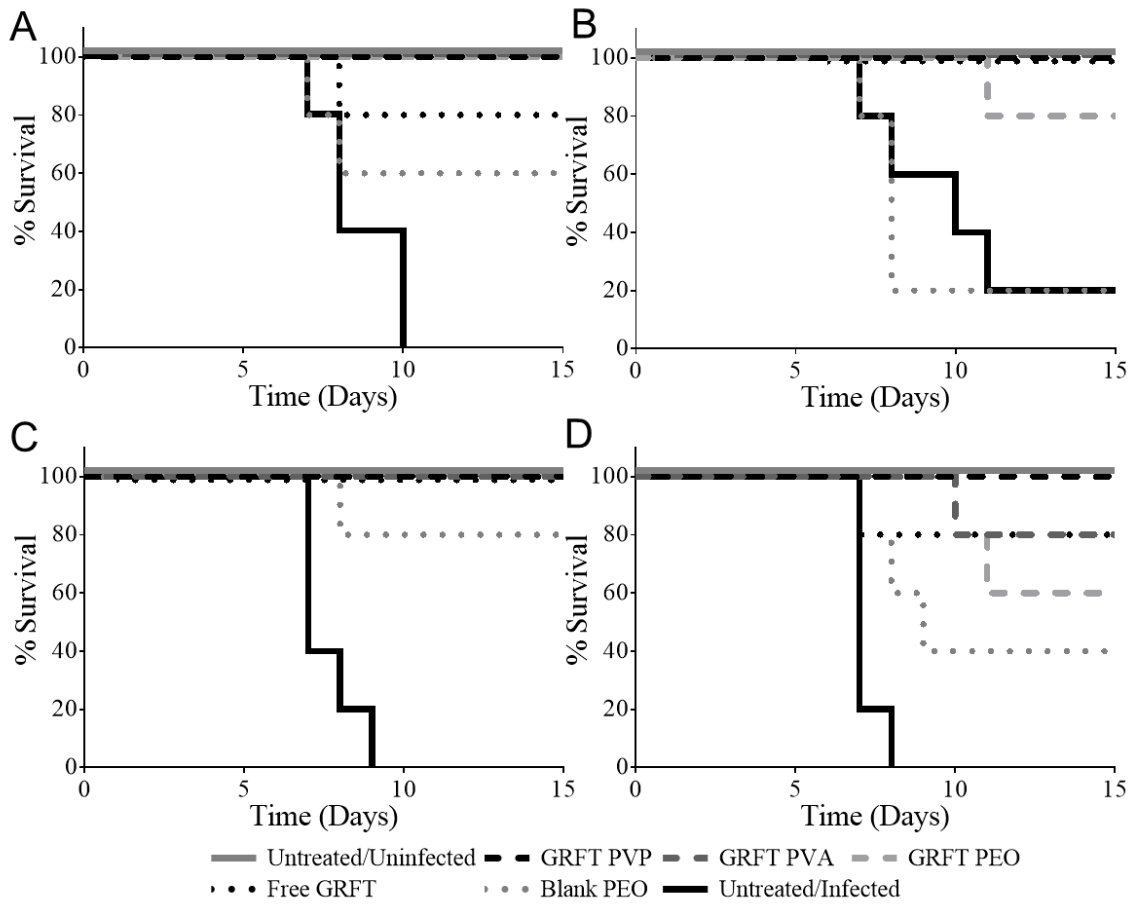 A
% Survival
100
80
60
40
20
0
0 5 10 15
Time (Days)
B
% Survival
100
80
60
40
20
0
0 5 10 15
Time (Days)
C
% Survival
100
80
60
40
20
0
0 5 10 15
Time (Days)
D
% Survival
100
80
60
40
20
0
0 5 10 15
Time (Days)
Untreated/Uninfected GRFT PVP GRFT PVA GRFT PEO
Free GRFT Blank PEO Untreated/Infected